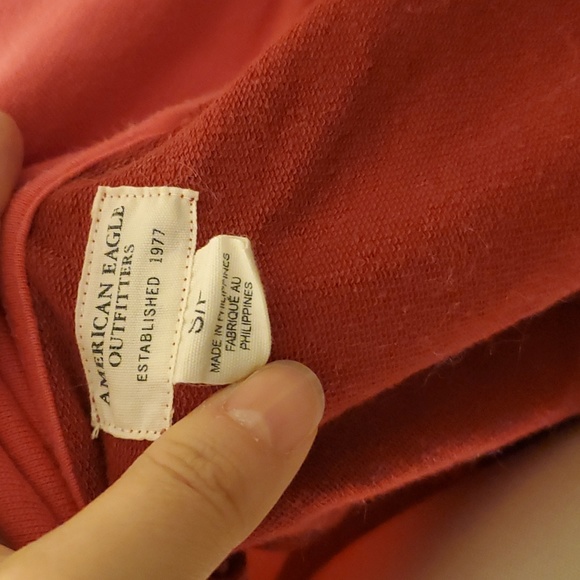 AMERICAN EAGLE
OUTFITTERS
ESTABLISHED 1977
S/P
MADE IN PHILIPPINES
FABRIQUÉ AU
PHILIPPINES